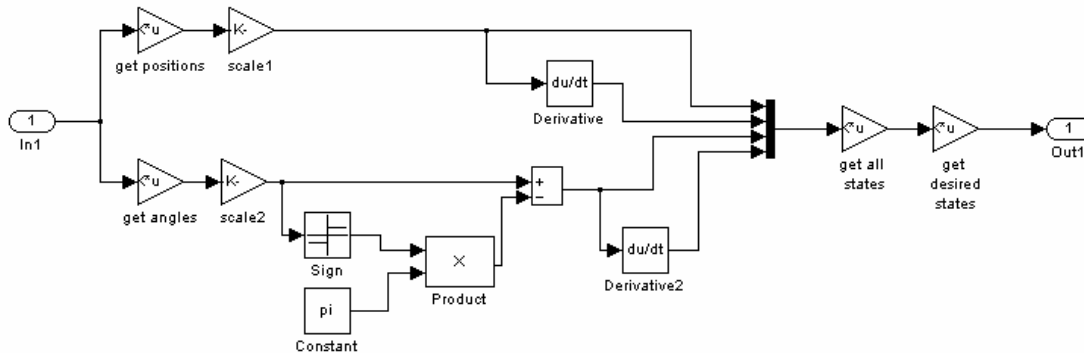 u
get positions
K-
scale1
1
In1
du/dt
Derivative
u
get all
states
u
get
desired
states
1
Out1
u
get angles
K-
scale2
+
−
Sign
×
Product
pi
Constant
du/dt
Derivative2